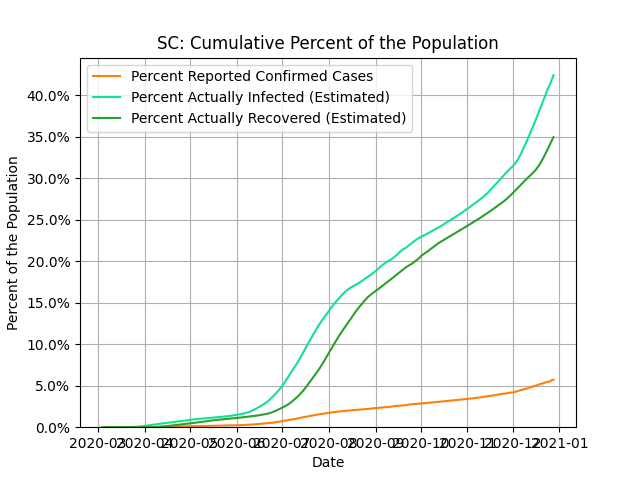 SC: Cumulative Percent of the Population
Percent Reported Confirmed Cases
Percent Actually Infected (Estimated)
Percent Actually Recovered (Estimated)
Percent of the Population
40.0%
35.0%
30.0%
25.0%
20.0%
15.0%
10.0%
5.0%
0.0%
2020-03 2020-04 2020-05 2020-06 2020-07 2020-08 2020-09 2020-10 2020-11 2020-12 2021-01
Date